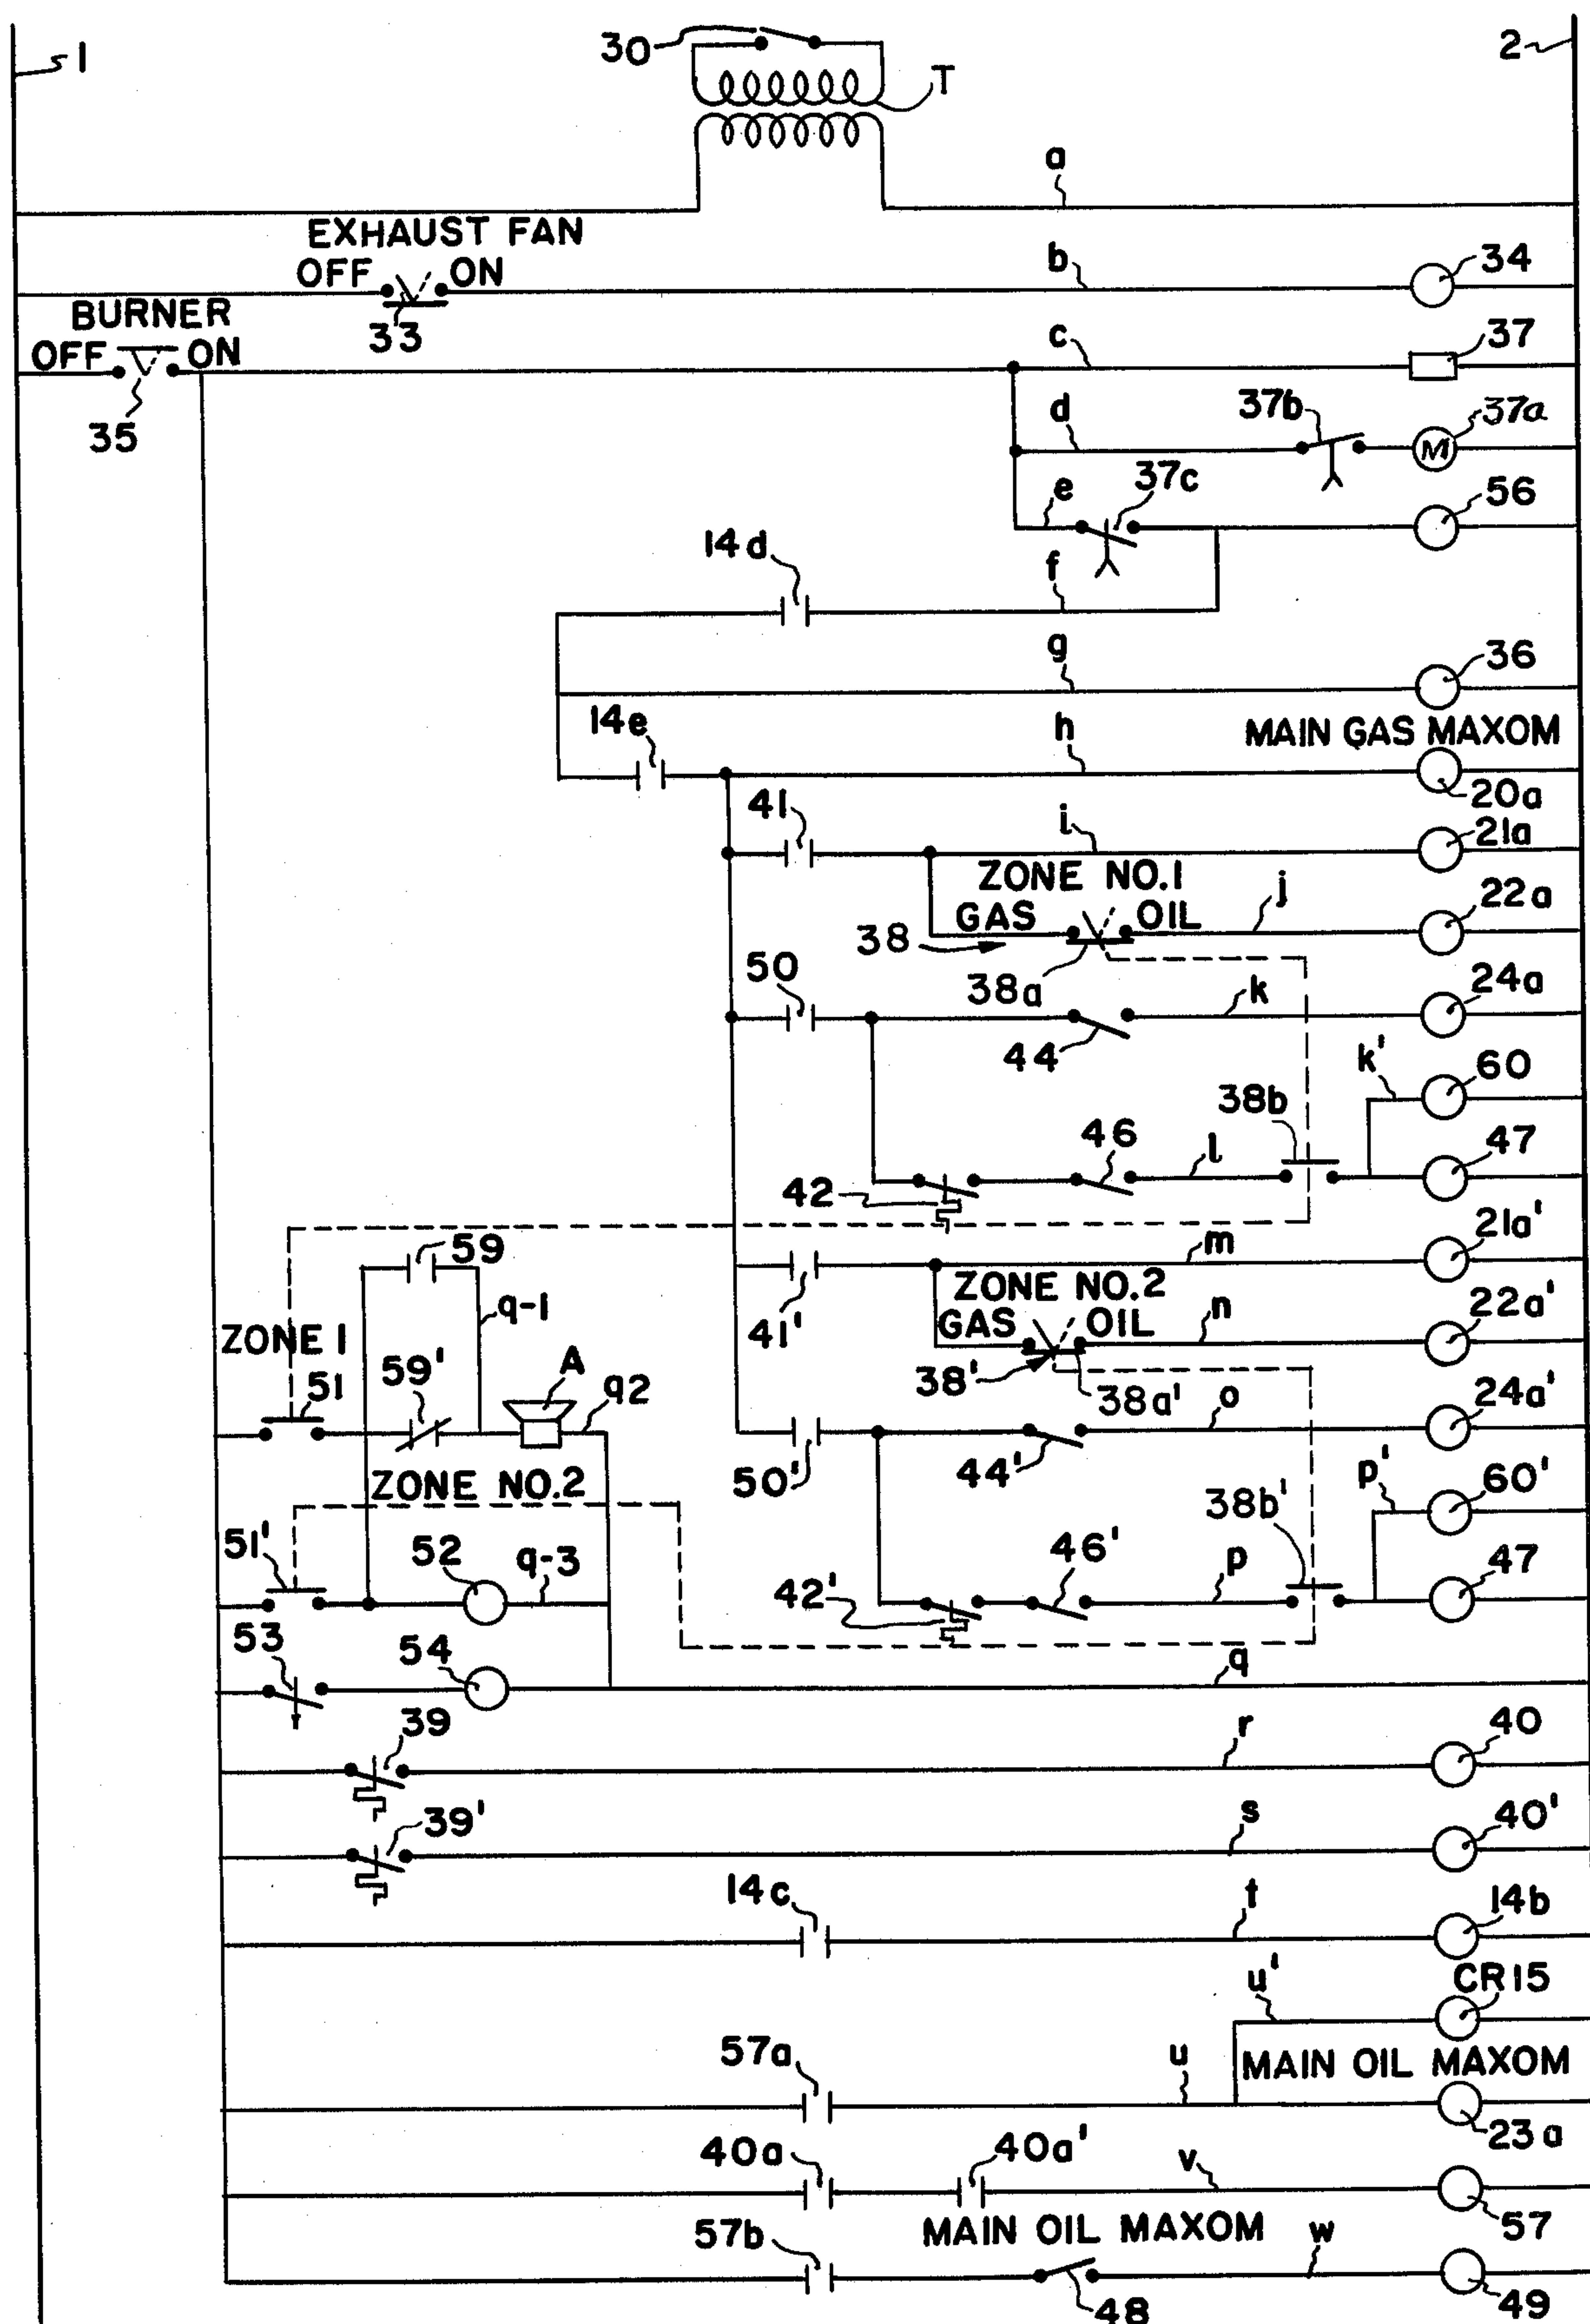 30
1
2
T
a
EXHAUST FAN
OFF ON
b
34
33
BURNER
OFF ON
c
37
35
d
37b
37a
M
e
37c
56
14d
f
g
36
14e
h
MAIN GAS MAXOM
20a
41
i
21a
ZONE NO.1
GAS OIL
j
22a
38
38a
50
k
24a
44
k'
60
38b
46
l
47
42
59
m
21a'
q-1
41'
ZONE NO.2
GAS OIL
n
22a'
ZONE 1
59'
A
51
q2
38'
38a'
o
24a'
50'
44'
ZONE NO.2
p'
60'
38b'
51'
52
q-3
46'
p
47
42'
53
54
q
39
r
40
39'
s
40'
14c
t
14b
u'
CR15
57a
u
MAIN OIL MAXOM
23a
40a
40a'
v
57
57b
MAIN OIL MAXOM
w
48
49